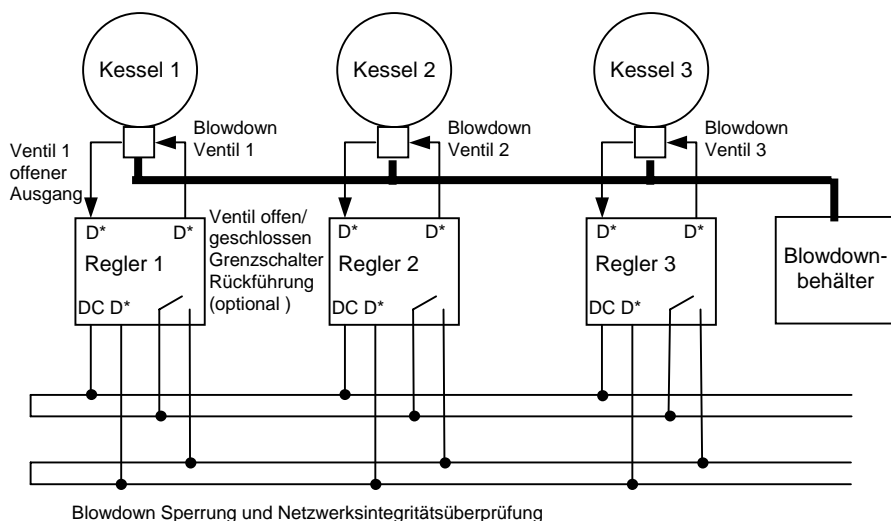 Kessel 1
Kessel 2
Kessel 3
Blowdown
Ventil 1
Blowdown
Ventil 2
Blowdown
Ventil 3
Ventil 1
offener
Ausgang
D*
D*
Regler 1
DC D*
Ventil offen/
geschlossen
Grenzschalter
Rückführung
(optional )
D*
D*
Regler 2
DC D*
D*
D*
Regler 3
DC D*
Blowdown-
behälter
Blowdown Sperrung und Netzwerksintegritätsüberprüfung